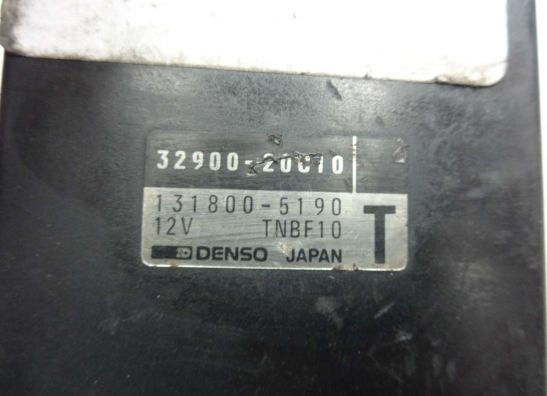 32900-20C10
131800-5190
12V TNBF10 T
DENSO JAPAN